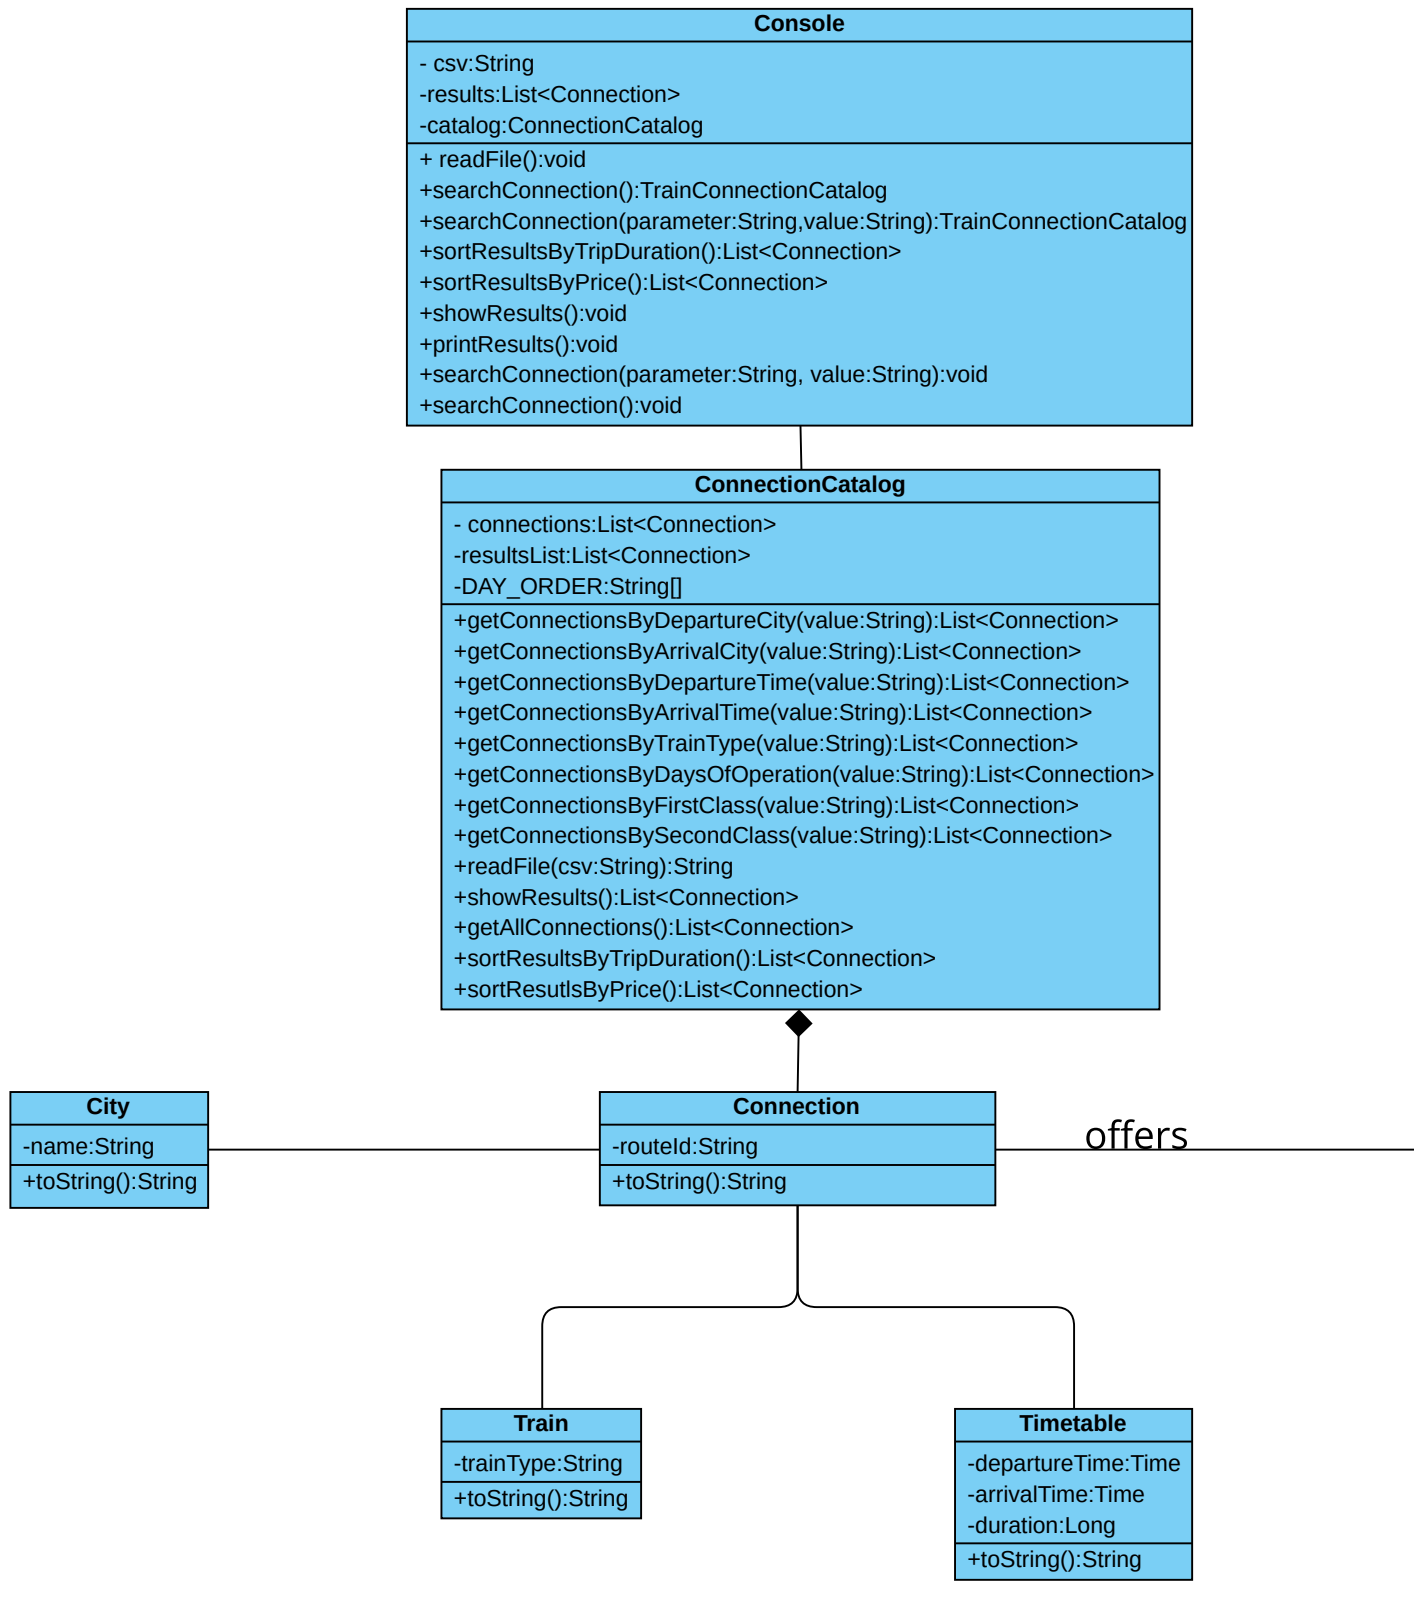 Console
- csv:String
-results:List<Connection>
-catalog:ConnectionCatalog
+ readFile():void
+searchConnection():TrainConnectionCatalog
+searchConnection(parameter:String,value:String):TrainConnectionCatalog
+sortResultsByTripDuration():List<Connection>
+sortResultsByPrice():List<Connection>
+showResults():void
+printResults():void
+searchConnection(parameter:String, value:String):void
+searchConnection():void
ConnectionCatalog
- connections:List<Connection>
-resultsList:List<Connection>
-DAY_ORDER:String[]
+getConnectionsByDepartureCity(value:String):List<Connection>
+getConnectionsByArrivalCity(value:String):List<Connection>
+getConnectionsByDepartureTime(value:String):List<Connection>
+getConnectionsByArrivalTime(value:String):List<Connection>
+getConnectionsByTrainType(value:String):List<Connection>
+getConnectionsByDaysOfOperation(value:String):List<Connection>
+getConnectionsByFirstClass(value:String):List<Connection>
+getConnectionsBySecondClass(value:String):List<Connection>
+readFile(csv:String):String
+showResults():List<Connection>
+getAllConnections():List<Connection>
+sortResultsByTripDuration():List<Connection>
+sortResutlsByPrice():List<Connection>
City
-name:String
+toString():String
Connection
-routeId:String
+toString():String
offers
Train
-trainType:String
+toString():String
Timetable
-departureTime:Time
-arrivalTime:Time
-duration:Long
+toString():String